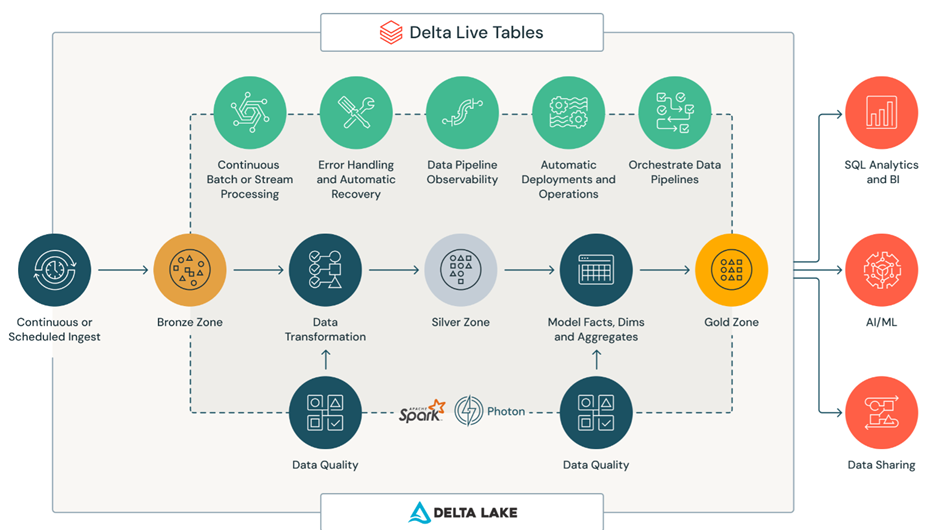 Delta Live Tables
Continuous
Batch or Stream
Processing
Error Handling
and Automatic
Recovery
Data Pipeline
Observability
Automatic
Deployments and
Operations
Orchestrate Data
Pipelines
SQL Analytics
and BI
Continuous or
Scheduled Ingest
Bronze Zone
Data
Transformation
Silver Zone
Model Facts, Dims
and Aggregates
Gold Zone
AI/ML
APACHE
Spark
Photon
Data Quality
Data Quality
Data Sharing
DELTA LAKE